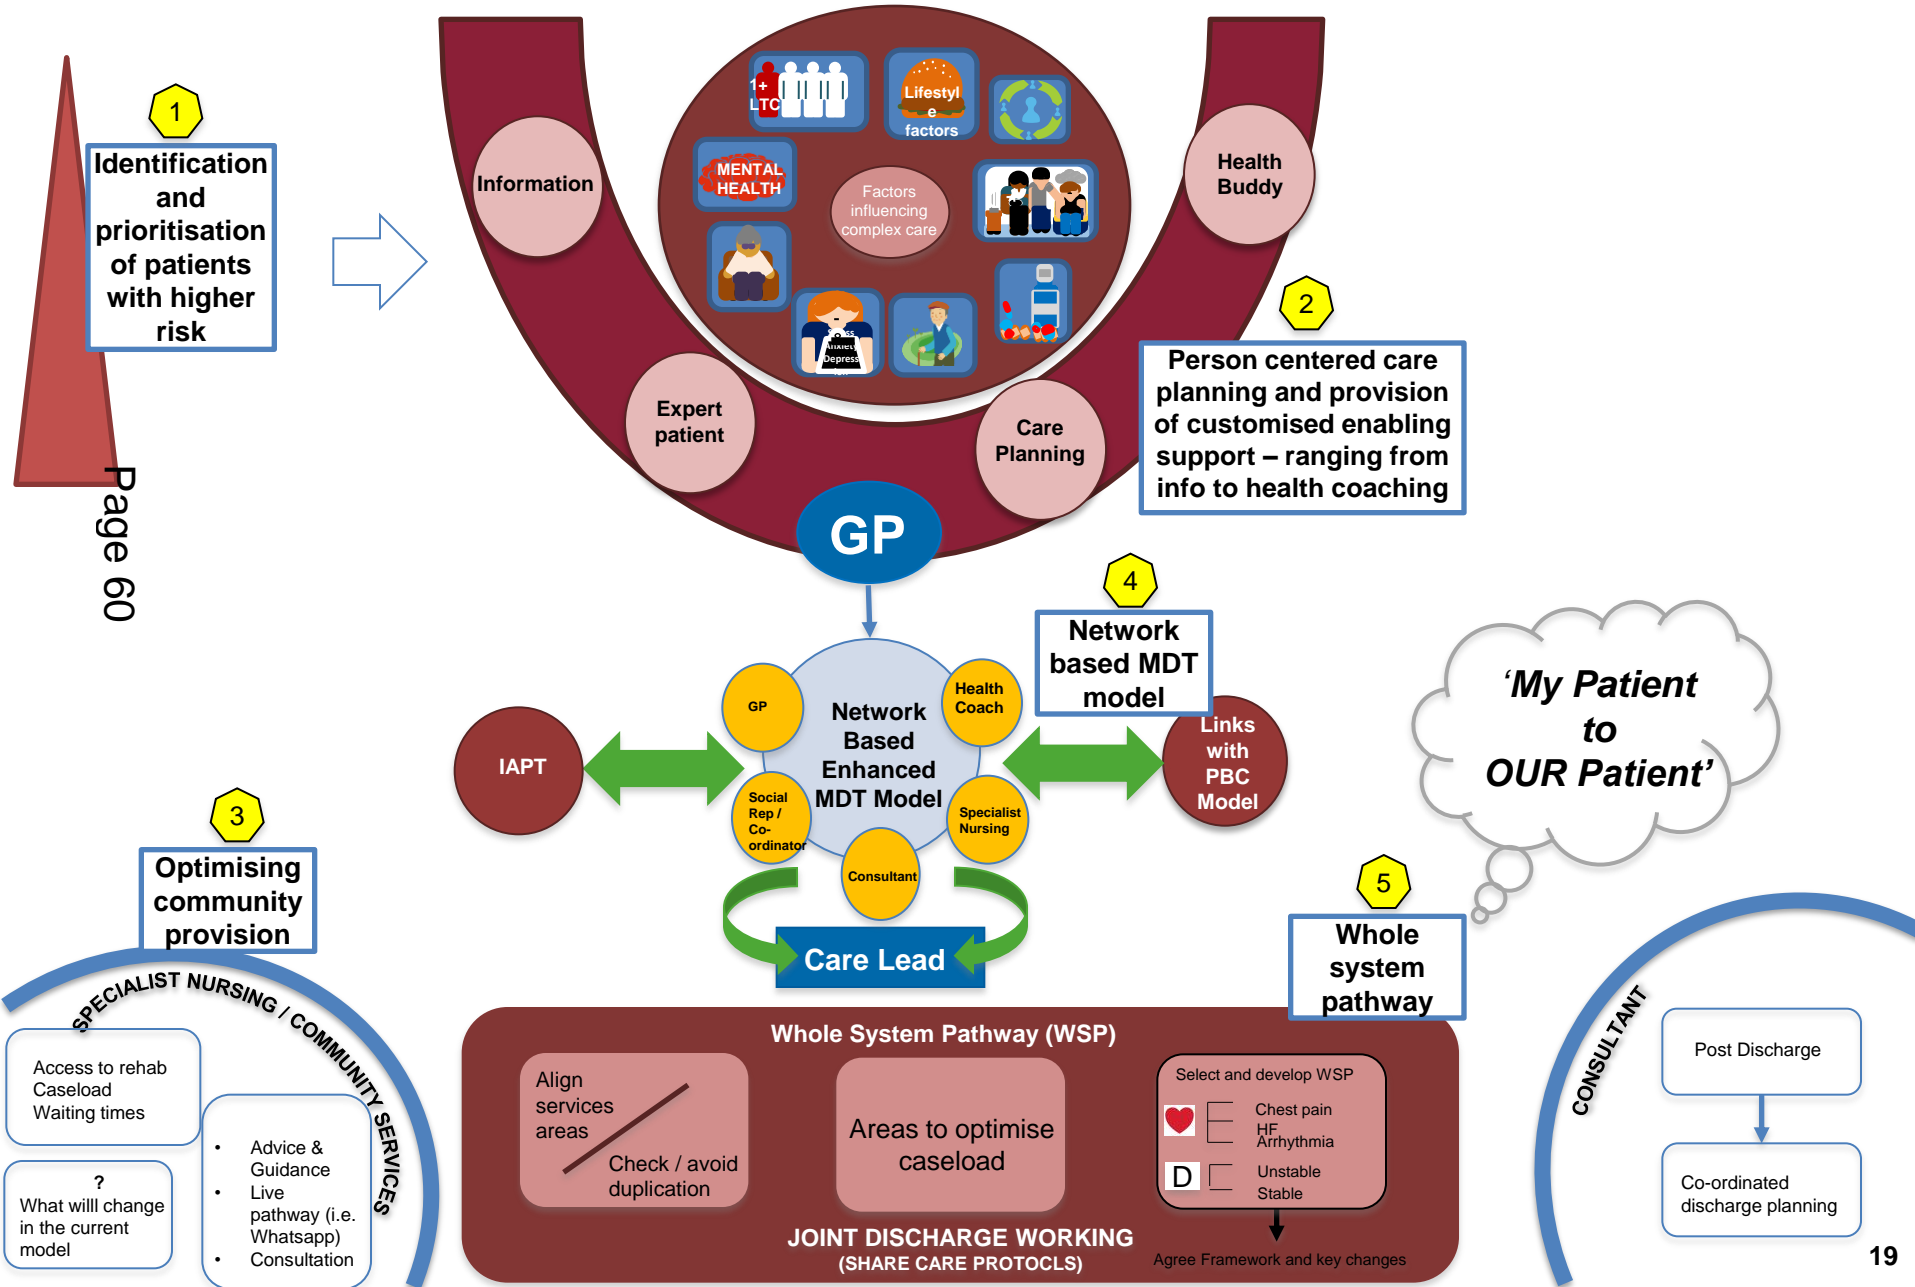 1
Identification
and
prioritisation
of patients
with higher
risk
Page 60
Information
Expert
patient
Care
Planning
Health
Buddy
1+
LTC
Lifestyl
e
factors
MENTAL
HEALTH
Factors
influencing
complex care
Anxiety
Depress
2
Person centered care
planning and provision
of customised enabling
support – ranging from
info to health coaching
GP
4
Network
based MDT
model
GP
Health
Coach
Network
Based
Enhanced
MDT Model
Social
Rep /
Co-
ordinator
Specialist
Nursing
Consultant
IAPT
Links
with
PBC
Model
Care Lead
‘My Patient
to
OUR Patient’
3
Optimising
community
provision
SPECIALIST NURSING / COMMUNITY SERVICES
Access to rehab
Caseload
Waiting times
?
What willl change
in the current
model
• Advice &
Guidance
• Live
pathway (i.e.
Whatsapp)
• Consultation
5
Whole
system
pathway
Whole System Pathway (WSP)
Align
services
areas
Check / avoid
duplication
Areas to optimise
caseload
Select and develop WSP
Chest pain
HF
Arrhythmia
D
Unstable
Stable
JOINT DISCHARGE WORKING
(SHARE CARE PROTOCLS)
Agree Framework and key changes
CONSULTANT
Post Discharge
Co-ordinated
discharge planning
19